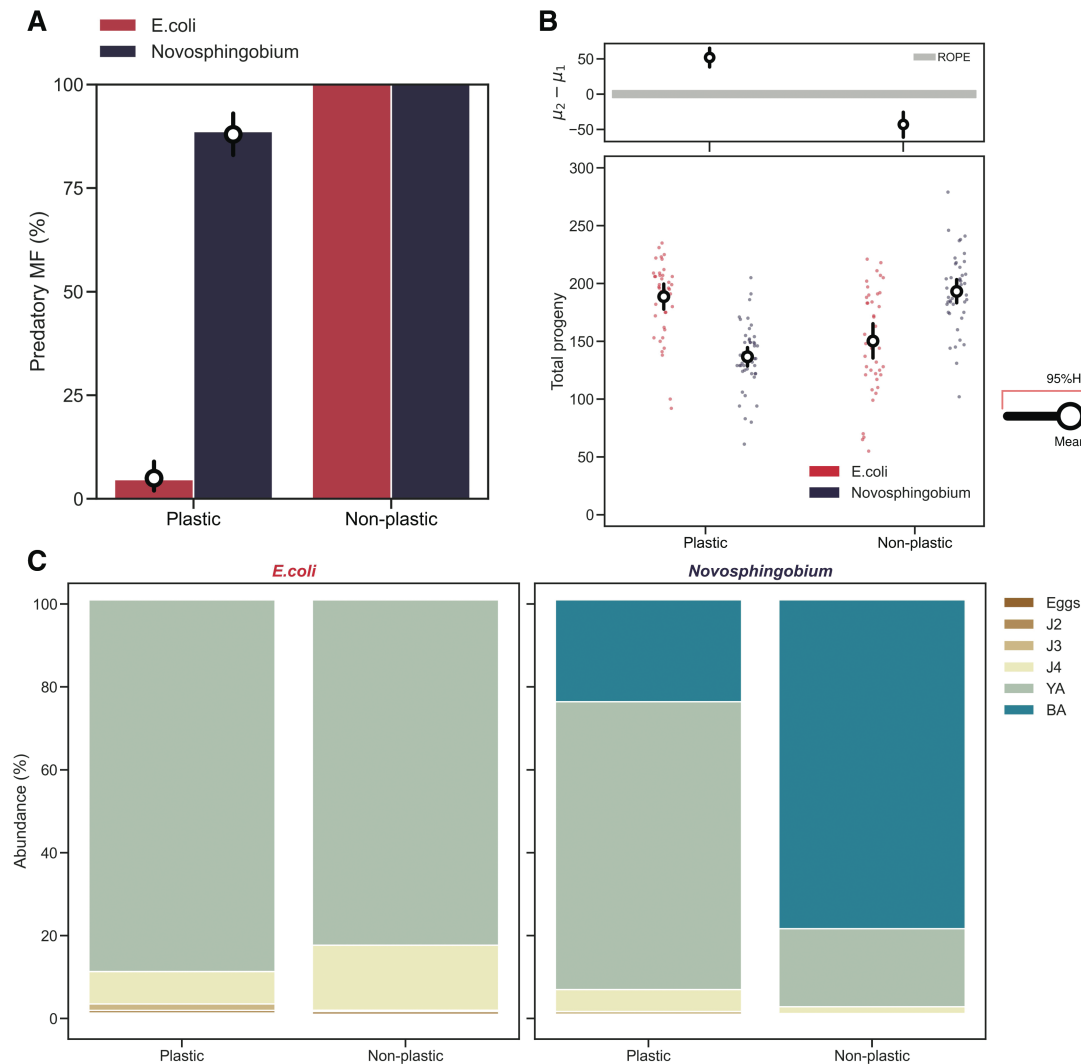 A
E.coli
Novosphingobium
Predatory MF (%)
100
75
50
25
0
Plastic
Non-plastic
B
μ2 − μ1
50
0
−50
ROPE
Total progeny
300
250
200
150
100
50
0
E.coli
Novosphingobium
Plastic
Non-plastic
95%H
Mear
C
E.coli
Novosphingobium
Abundance (%)
100
80
60
40
20
0
Plastic
Non-plastic
Plastic
Non-plastic
Eggs
J2
J3
J4
YA
BA